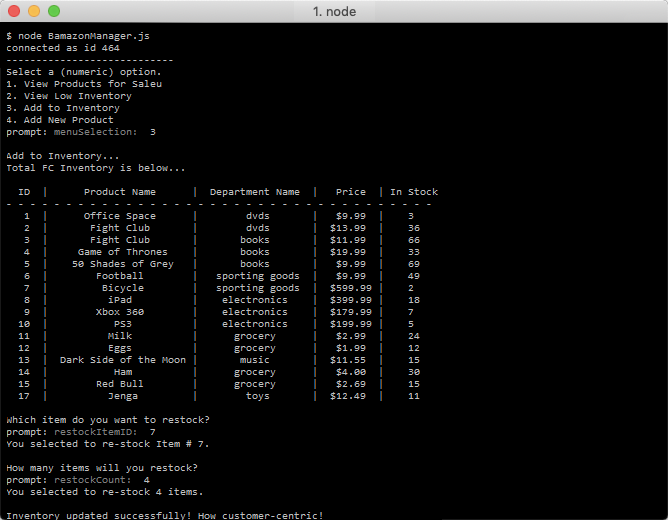 1. node
$ node BamazonManager.js
connected as id 464
----------------------------
Select a (numeric) option.
1. View Products for Saleu
2. View Low Inventory
3. Add to Inventory
4. Add New Product
prompt: menuSelection:  3
Add to Inventory...
Total FC Inventory is below...
ID | Product Name | Department Name | Price | In Stock
- - - - - - - - - - - - - - - - - - - - - - - - - - - - - - - - - - - -
1 | Office Space | dvds | $9.99 | 3
2 | Fight Club | dvds | $13.99 | 36
3 | Fight Club | books | $11.99 | 66
4 | Game of Thrones | books | $19.99 | 33
5 | 50 Shades of Grey | books | $9.99 | 69
6 | Football | sporting goods | $9.99 | 49
7 | Bicycle | sporting goods | $599.99 | 2
8 | iPad | electronics | $399.99 | 18
9 | Xbox 360 | electronics | $179.99 | 7
10 | PS3 | electronics | $199.99 | 5
11 | Milk | grocery | $2.99 | 24
12 | Eggs | grocery | $1.99 | 12
13 | Dark Side of the Moon | music | $11.55 | 15
14 | Ham | grocery | $4.00 | 30
15 | Red Bull | grocery | $2.69 | 15
17 | Jenga | toys | $12.49 | 11
Which item do you want to restock?
prompt: restockItemID:  7
You selected to re-stock Item # 7.
How many items will you restock?
prompt: restockCount:  4
You selected to re-stock 4 items.
Inventory updated successfully! How customer-centric!